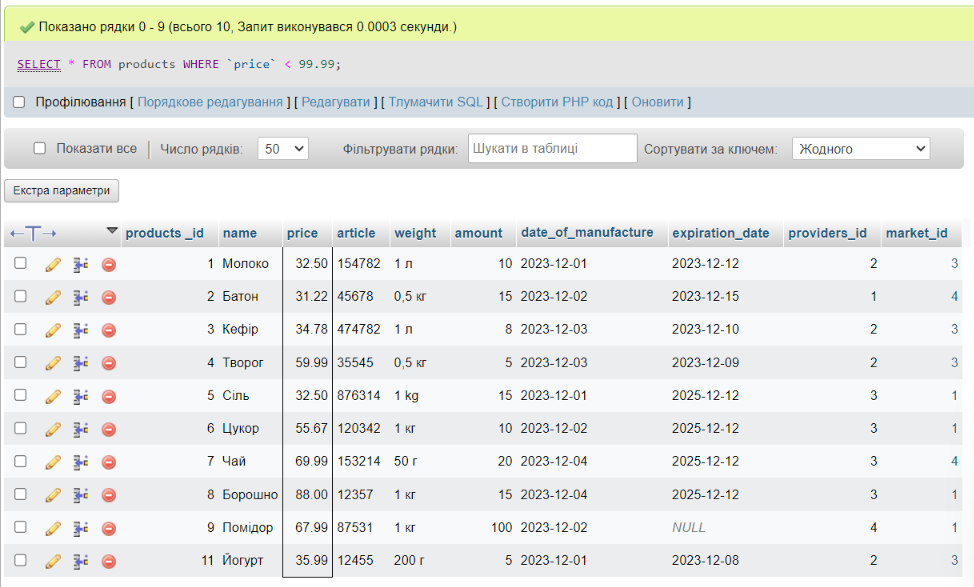 Показано рядки 0 - 9 (всього 10, Запит виконувався 0.0003 секунди.)
SELECT * FROM products WHERE `price` < 99.99;
Профілювання [ Порядкове редагування ] [ Редагувати ] [ Тлумачити SQL ] [ Створити PHP код ] [ Оновити ]
Показати все Число рядків: 50 Фільтрувати рядки: Шукати в таблиці Сортувати за ключем: Жодного
Екстра параметри
←T→ products _id name price article weight amount date_of_manufacture expiration_date providers_id market_id
1 Молоко 32.50 154782 1 л 10 2023-12-01 2023-12-12 2 3
2 Батон 31.22 45678 0,5 кг 15 2023-12-02 2023-12-15 1 4
3 Кефір 34.78 474782 1 л 8 2023-12-03 2023-12-10 2 3
4 Творог 59.99 35545 0,5 кг 5 2023-12-03 2023-12-09 2 3
5 Сіль 32.50 876314 1 kg 15 2023-12-01 2025-12-12 3 1
6 Цукор 55.67 120342 1 кг 10 2023-12-02 2025-12-12 3 1
7 Чай 69.99 153214 50 г 20 2023-12-04 2025-12-12 3 4
8 Борошно 88.00 12357 1 кг 15 2023-12-04 2025-12-12 3 1
9 Помідор 67.99 87531 1 кг 100 2023-12-02 NULL 4 1
11 Йогурт 35.99 12455 200 г 5 2023-12-01 2023-12-08 2 3